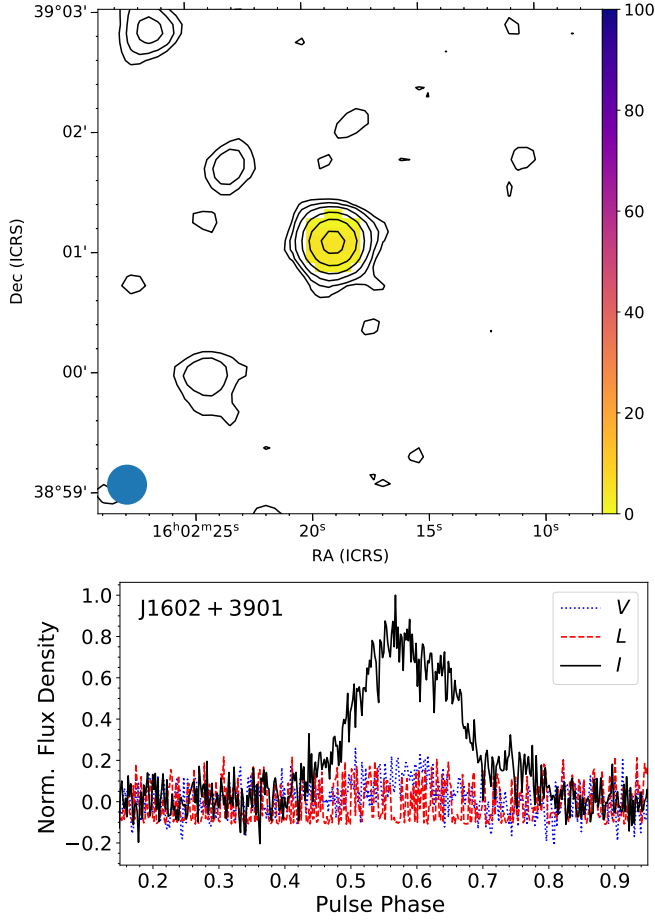 39°03'
02'
01'
00'
38°59'
Dec (ICRS)
16ʰ02ᵐ25ˢ 20ˢ 15ˢ 10ˢ
RA (ICRS)
100
80
60
40
20
0
J1602 + 3901
V
L
I
1.0
0.8
0.6
0.4
0.2
0.0
−0.2
Norm. Flux Density
0.2 0.3 0.4 0.5 0.6 0.7 0.8 0.9
Pulse Phase